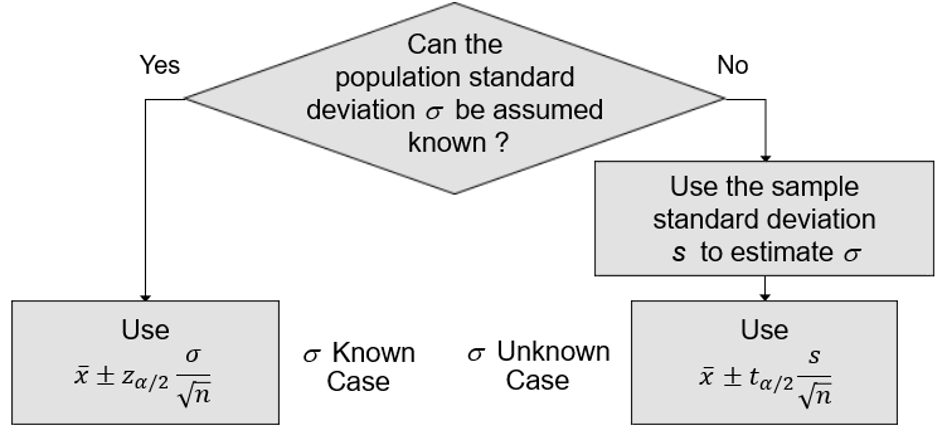 Can the
population standard
deviation σ be assumed
known ?
Yes
No
Use the sample
standard deviation
s to estimate σ
Use
x̄ ± z_{α/2} σ/√n
σ Known
Case
σ Unknown
Case
Use
x̄ ± t_{α/2} s/√n